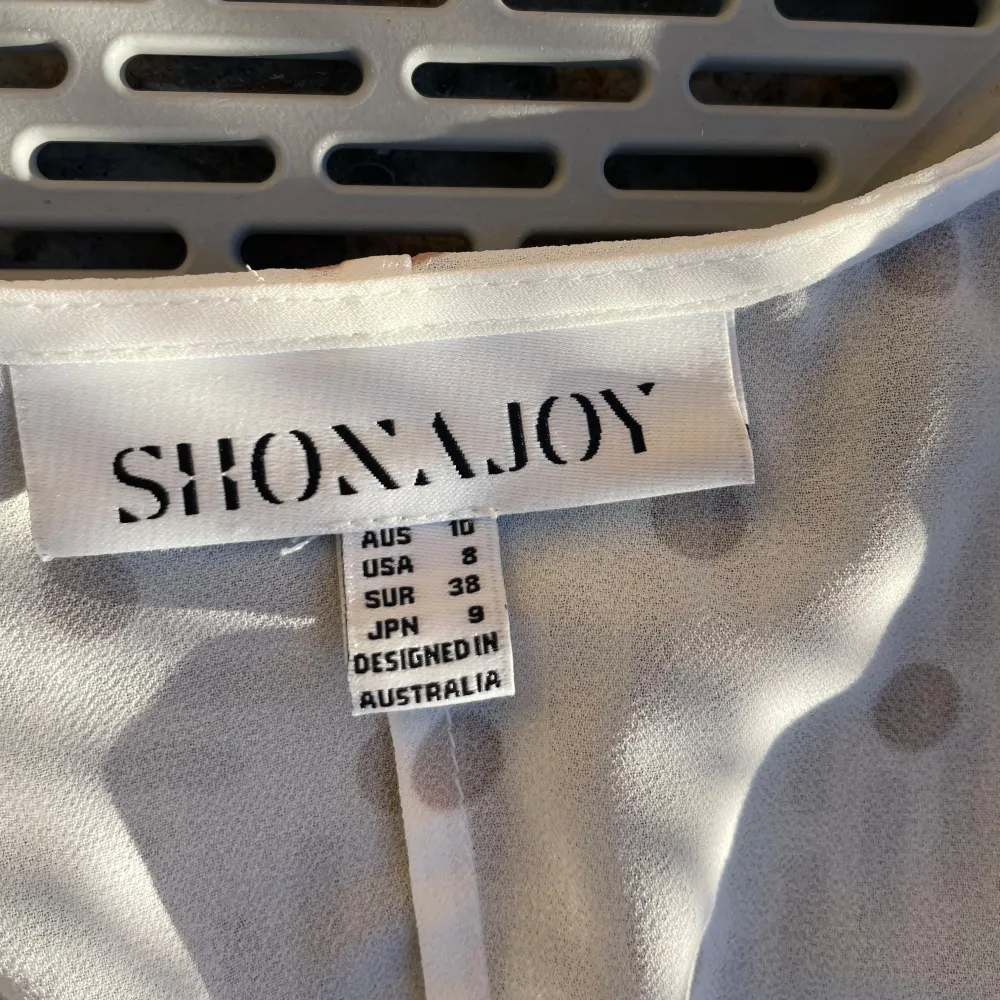 SHONA JOY
AUS 10
USA 8
SUR 38
JPN 9
DESIGNED IN
AUSTRALIA